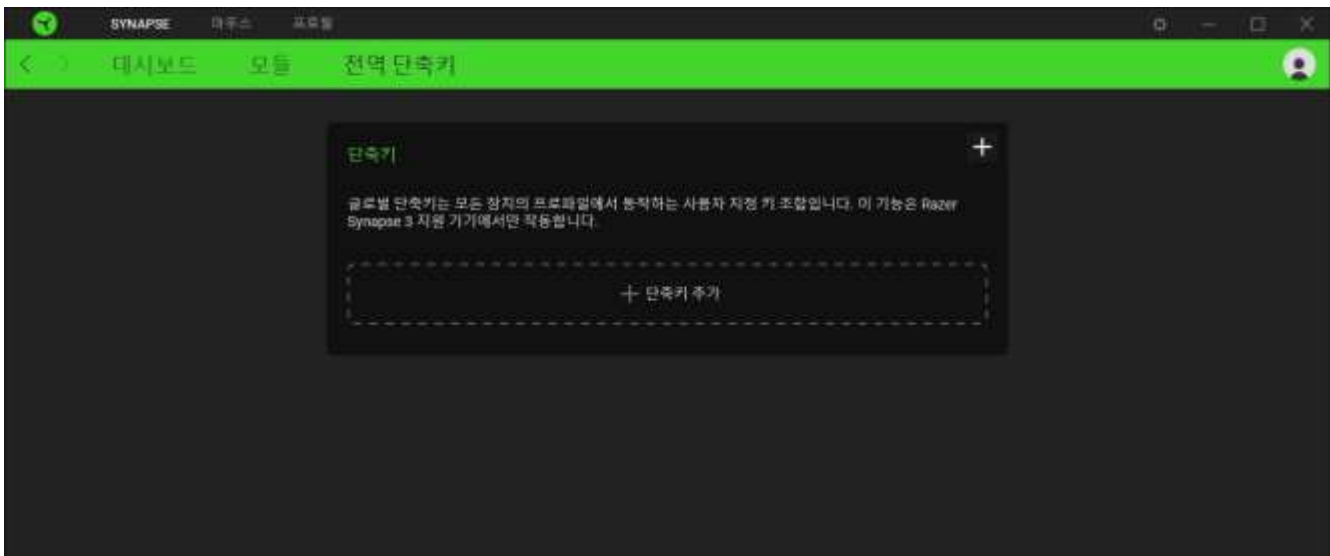 SYNAPSE 마우스 프로필
대시보드 모듈 전역 단축키
단축키
글로벌 단축키는 모든 장치의 프로파일에서 동작하는 사용자 지정 키 조합입니다. 이 기능은 Razer
Synapse 3 지원 기기에서만 작동합니다.
단축키 추가